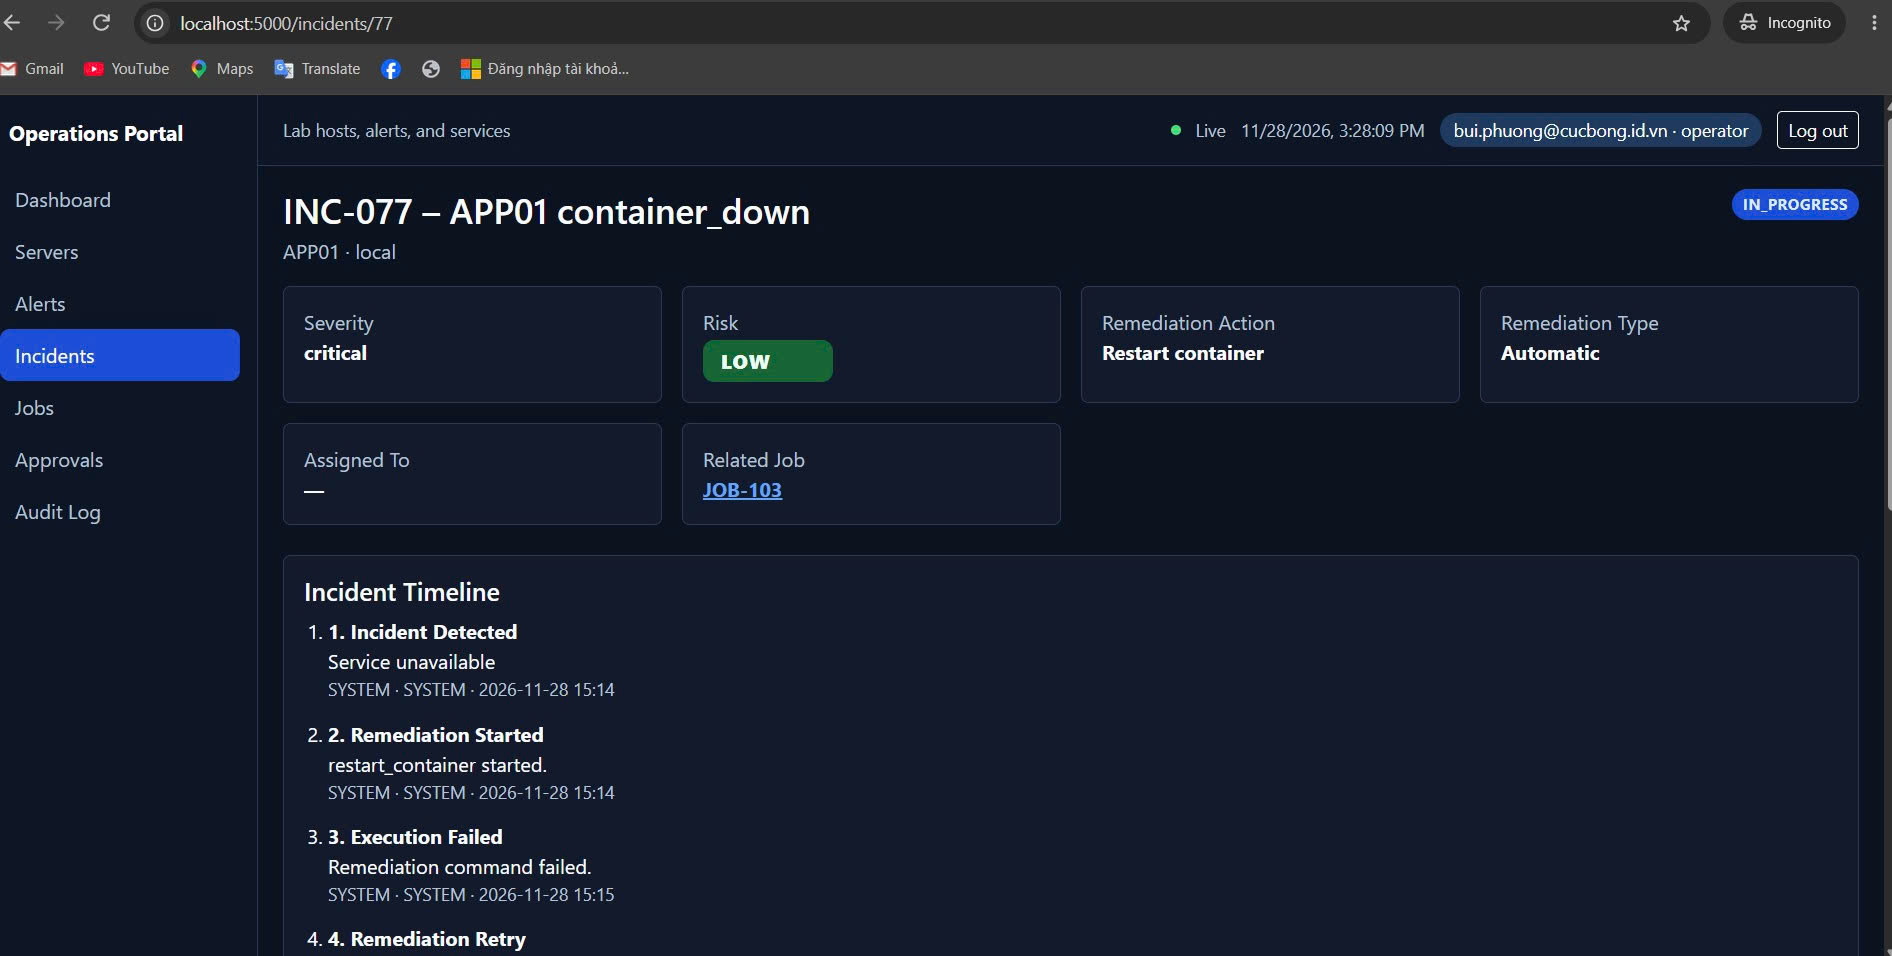 localhost:5000/incidents/77
Incognito
Gmail
YouTube
Maps
Translate
Đăng nhập tài khoả...
Operations Portal
Lab hosts, alerts, and services
Live 11/28/2026, 3:28:09 PM
bui.phuong@cucbong.id.vn · operator
Log out
Dashboard
Servers
Alerts
Incidents
Jobs
Approvals
Audit Log
INC-077 – APP01 container_down
IN_PROGRESS
APP01 · local
Severity
critical
Risk
LOW
Remediation Action
Restart container
Remediation Type
Automatic
Assigned To
—
Related Job
JOB-103
Incident Timeline
1. 1. Incident Detected
Service unavailable
SYSTEM · SYSTEM · 2026-11-28 15:14
2. 2. Remediation Started
restart_container started.
SYSTEM · SYSTEM · 2026-11-28 15:14
3. 3. Execution Failed
Remediation command failed.
SYSTEM · SYSTEM · 2026-11-28 15:15
4. 4. Remediation Retry